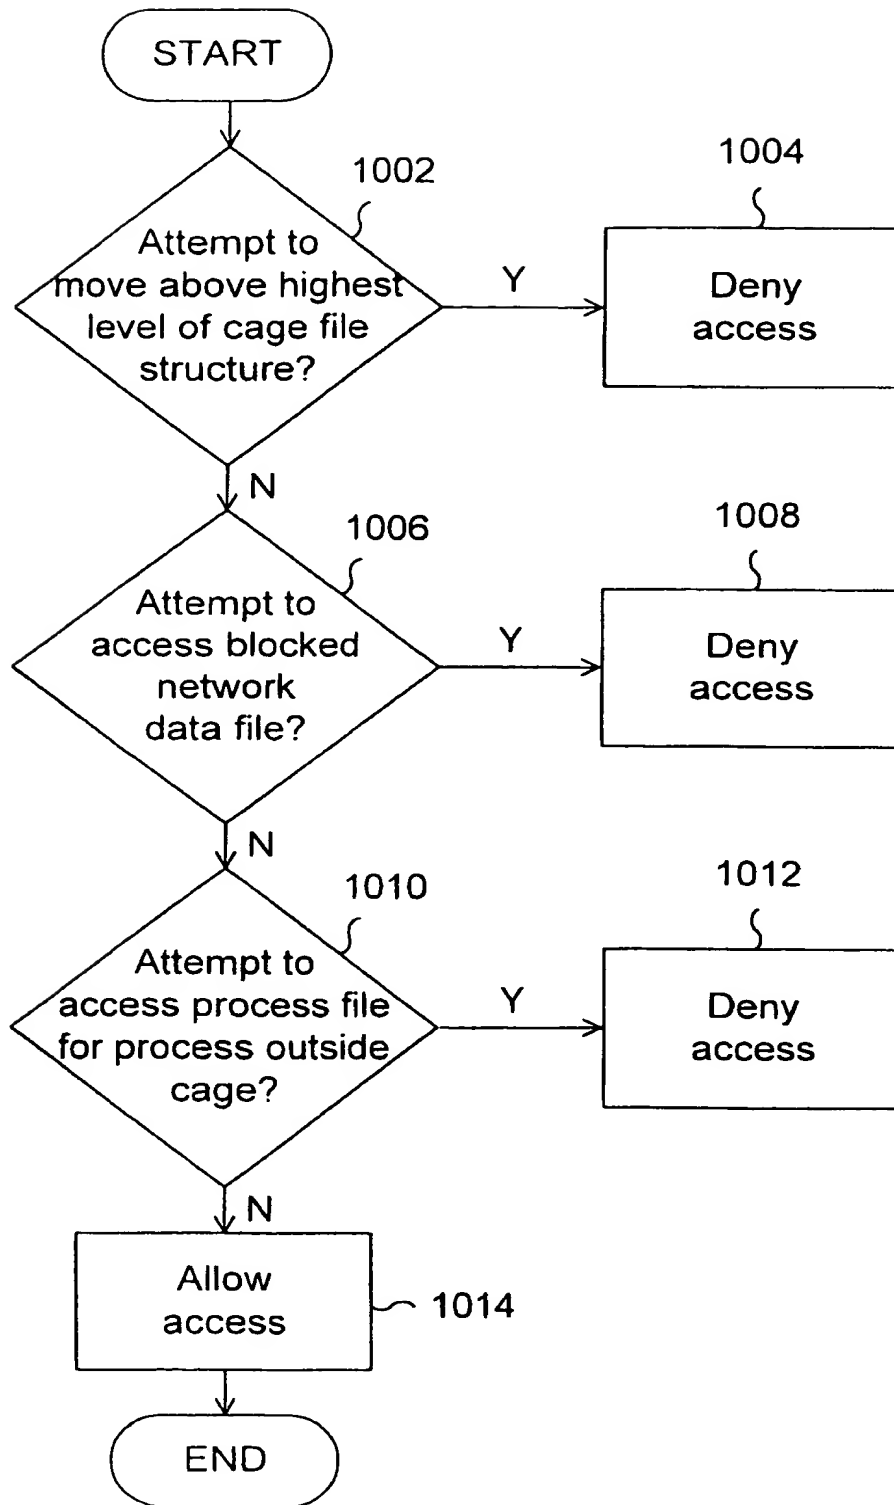 START
1002
1004
Attempt to
move above highest
level of cage file
structure?
Y
Deny
access
N
1006
1008
Attempt to
access blocked
network
data file?
Y
Deny
access
N
1010
1012
Attempt to
access process file
for process outside
cage?
Y
Deny
access
N
Allow
access
1014
END